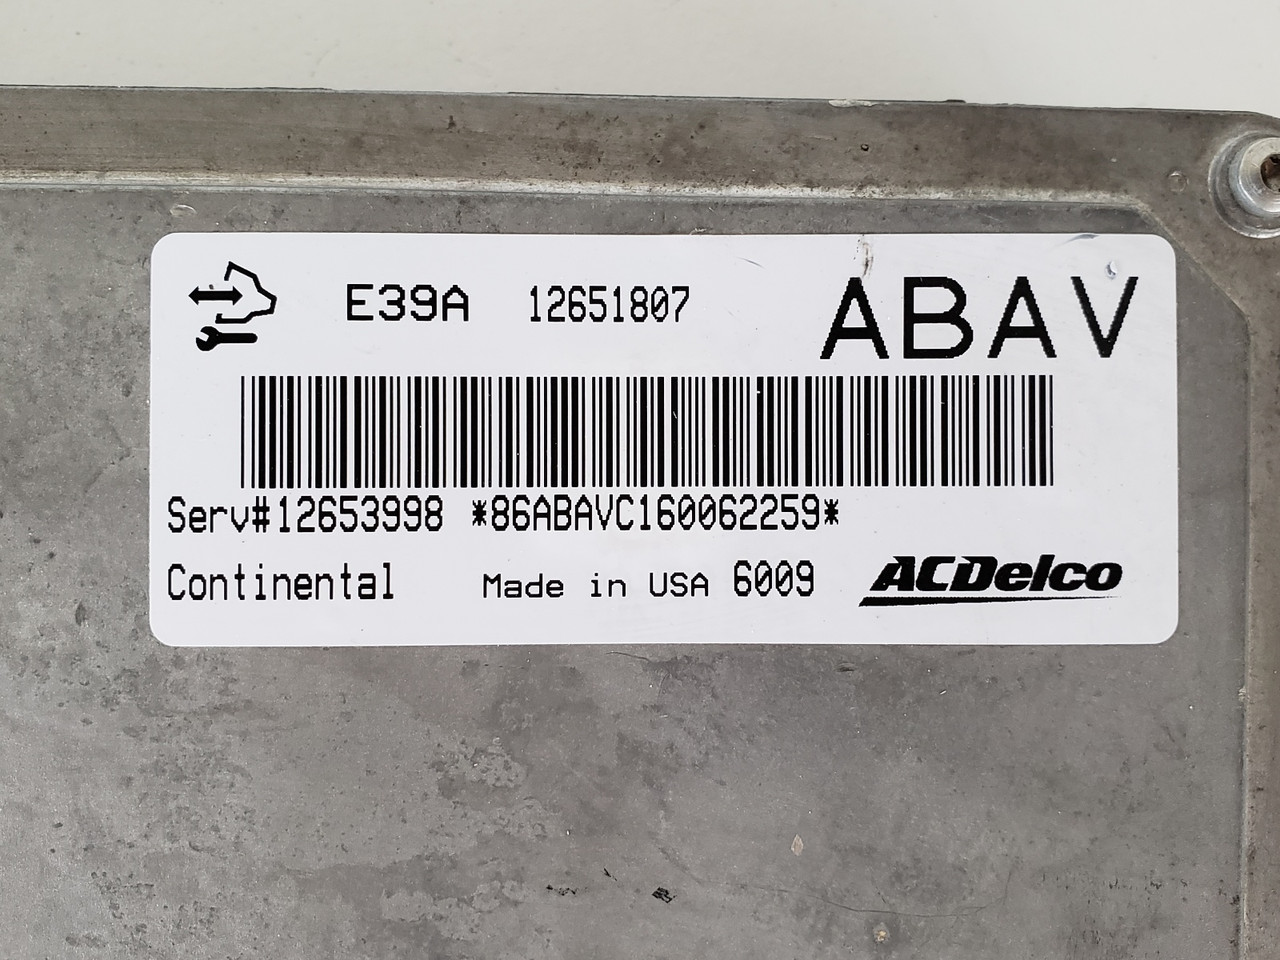 E39A 12651807 ABAV
Serv#12653998 *86ABAVC160062259*
Continental Made in USA 6009 ACDelco